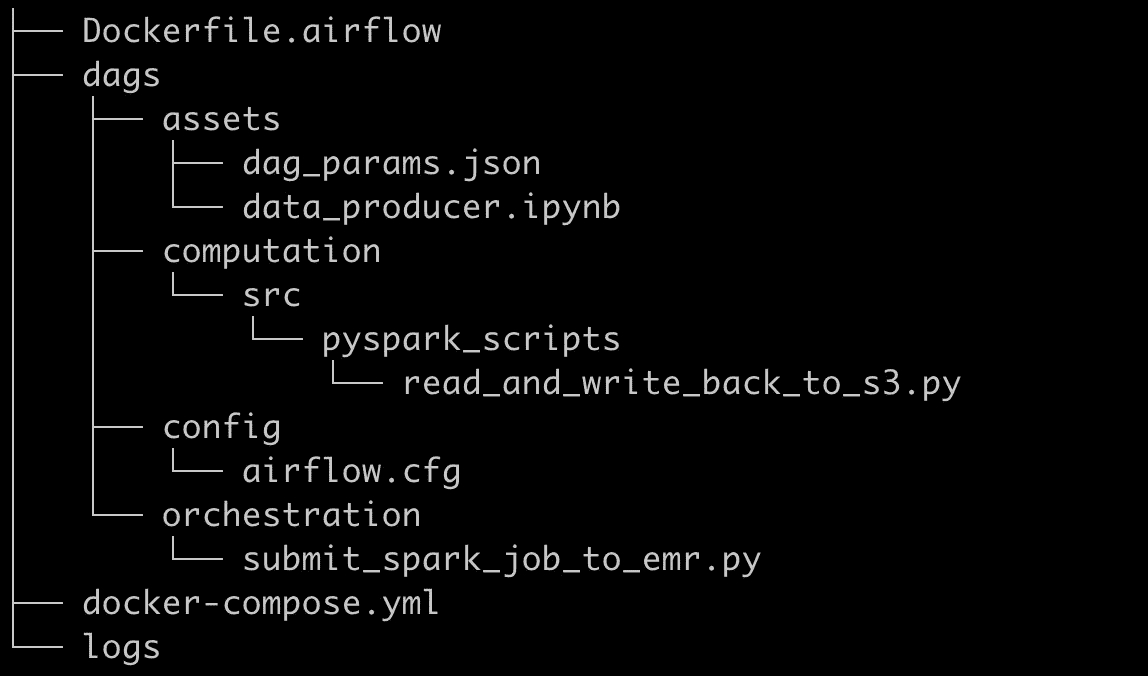 ├── Dockerfile.airflow
├── dags
│   ├── assets
│   │   ├── dag_params.json
│   │   └── data_producer.ipynb
│   ├── computation
│   │   └── src
│   │       └── pyspark_scripts
│   │           └── read_and_write_back_to_s3.py
│   ├── config
│   │   └── airflow.cfg
│   └── orchestration
│       └── submit_spark_job_to_emr.py
├── docker-compose.yml
└── logs